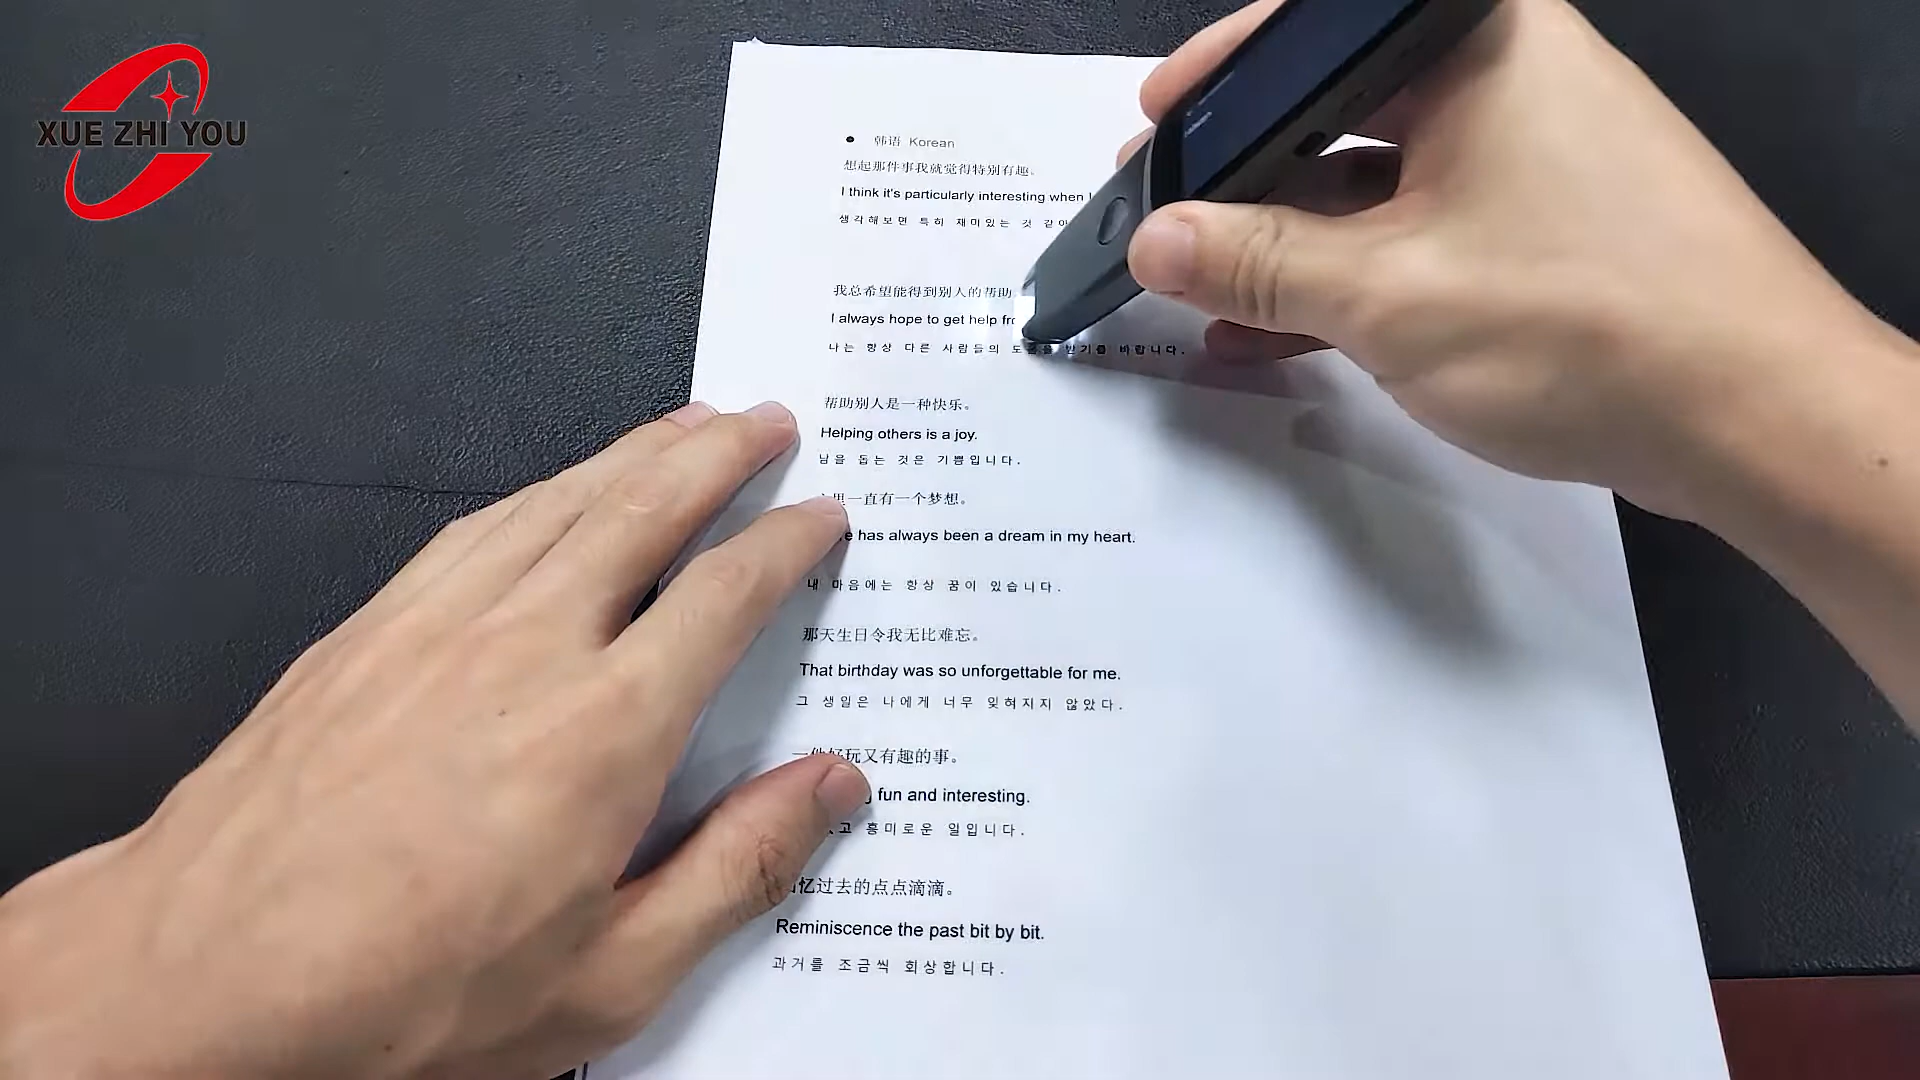 XUE ZHI YOU
● 韩语 Korean
想起那件事我就觉得特别有趣。
I think it's particularly interesting when
생각해보면 특히 재미있는 것
我总希望能得到别人的帮助
I always hope to get help
나는 항상 다른 사람들의 받기를 바랍니다.
帮助别人是一种快乐。
Helping others is a joy.
남을 돕는 것은 기쁨입니다.
里一直有一个梦想。
has always been a dream in my heart.
내 마음에는 항상 꿈이 있습니다.
那天生日令我无比难忘。
That birthday was so unforgettable for me.
그 생일은 나에게 너무 잊혀지지 않았다.
好玩又有趣的事。
fun and interesting.
흥미로운 일입니다.
忆过去的点点滴滴。
Reminiscence the past bit by bit.
과거를 조금씩 회상합니다.